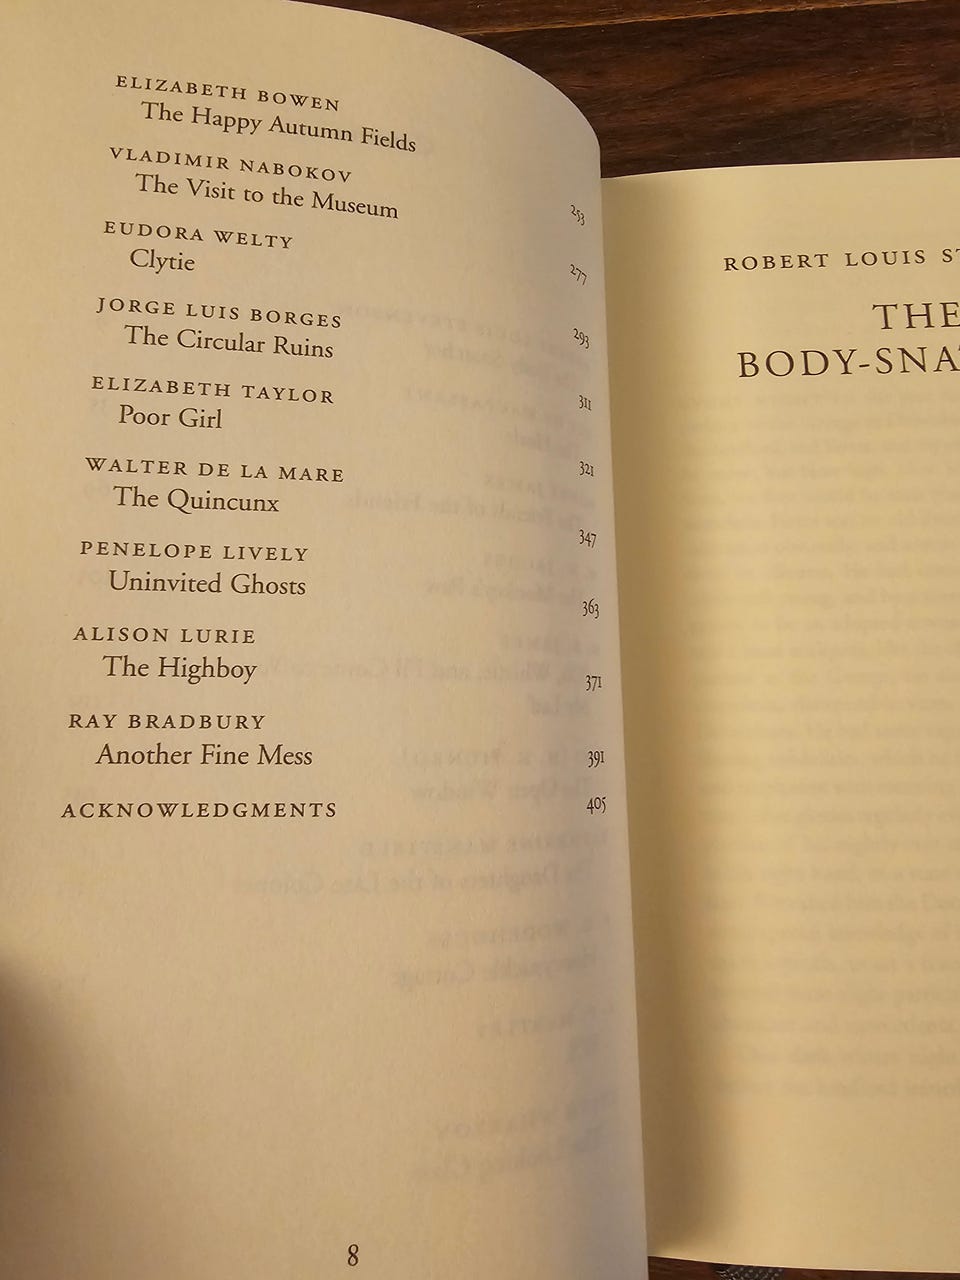 ELIZABETH BOWEN
The Happy Autumn Fields 253
VLADIMIR NABOKOV
The Visit to the Museum 277
EUDORA WELTY
Clytie 293
JORGE LUIS BORGES
The Circular Ruins 311
ELIZABETH TAYLOR
Poor Girl 321
WALTER DE LA MARE
The Quincunx 347
PENELOPE LIVELY
Uninvited Ghosts 363
ALISON LURIE
The Highboy 371
RAY BRADBURY
Another Fine Mess 391
ACKNOWLEDGMENTS 405
8
ROBERT LOUIS ST
THE
BODY-SNA